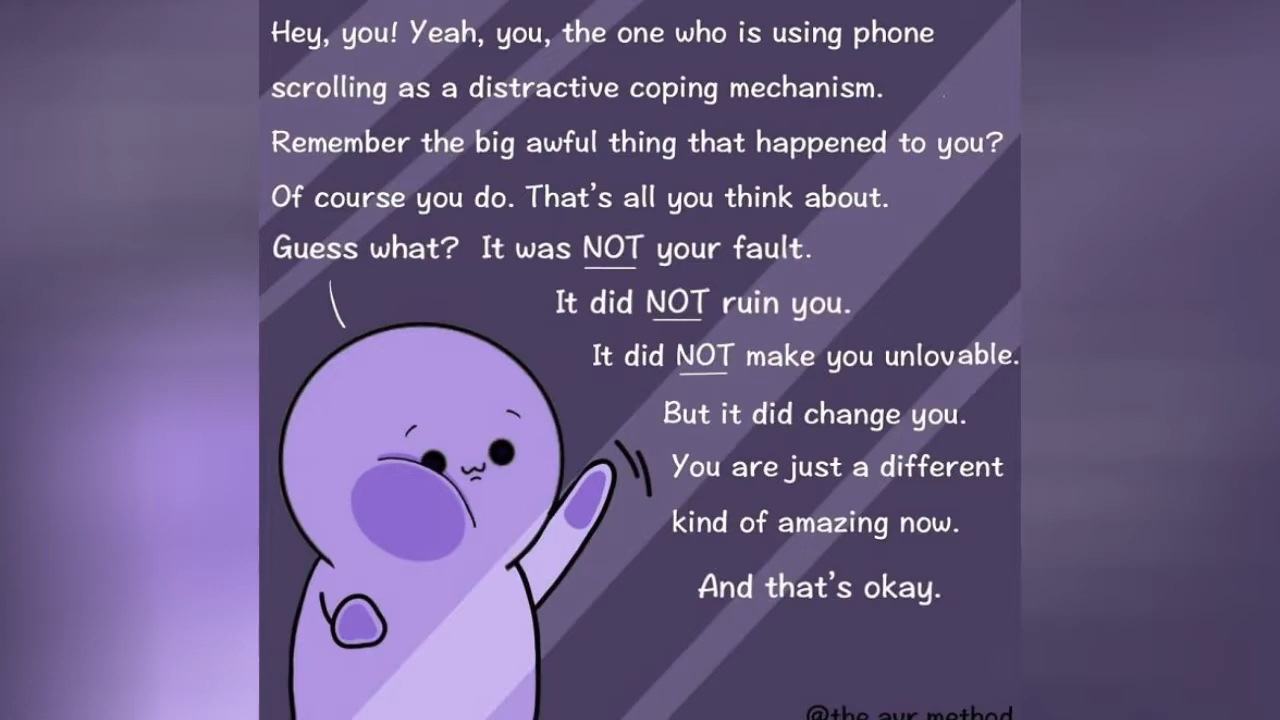 Hey, you! Yeah, you, the one who is using phone
scrolling as a distractive coping mechanism.
Remember the big awful thing that happened to you?
Of course you do. That's all you think about.
Guess what? It was NOT your fault.
It did NOT ruin you.
It did NOT make you unlovable.
But it did change you.
You are just a different
kind of amazing now.
And that's okay.
@the ayr method